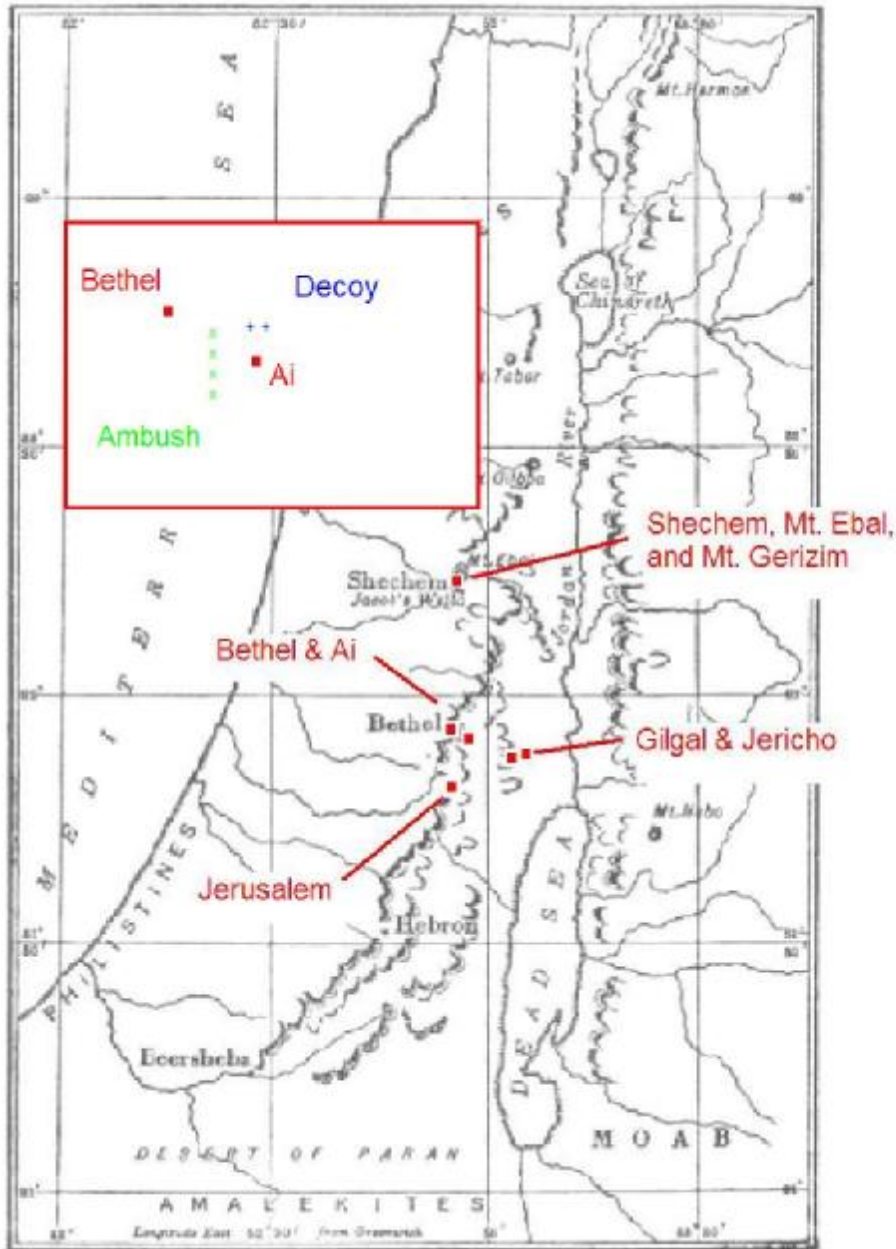 Mt. Hermon
S E A
Bethel
Decoy
Ai
Ambush
Sea of
Chinnereth
Tabor
River
Jordan
Shechem, Mt. Ebal,
and Mt. Gerizim
Shechem
Jacob's Well
Bethel & Ai
Bethel
Gilgal & Jericho
Mt. Nebo
Jerusalem
Hebron
PHILISTINES
DEAD SEA
Beersheba
MOAB
DESERT OF PARAN
AMALEKITES
from Greenwich